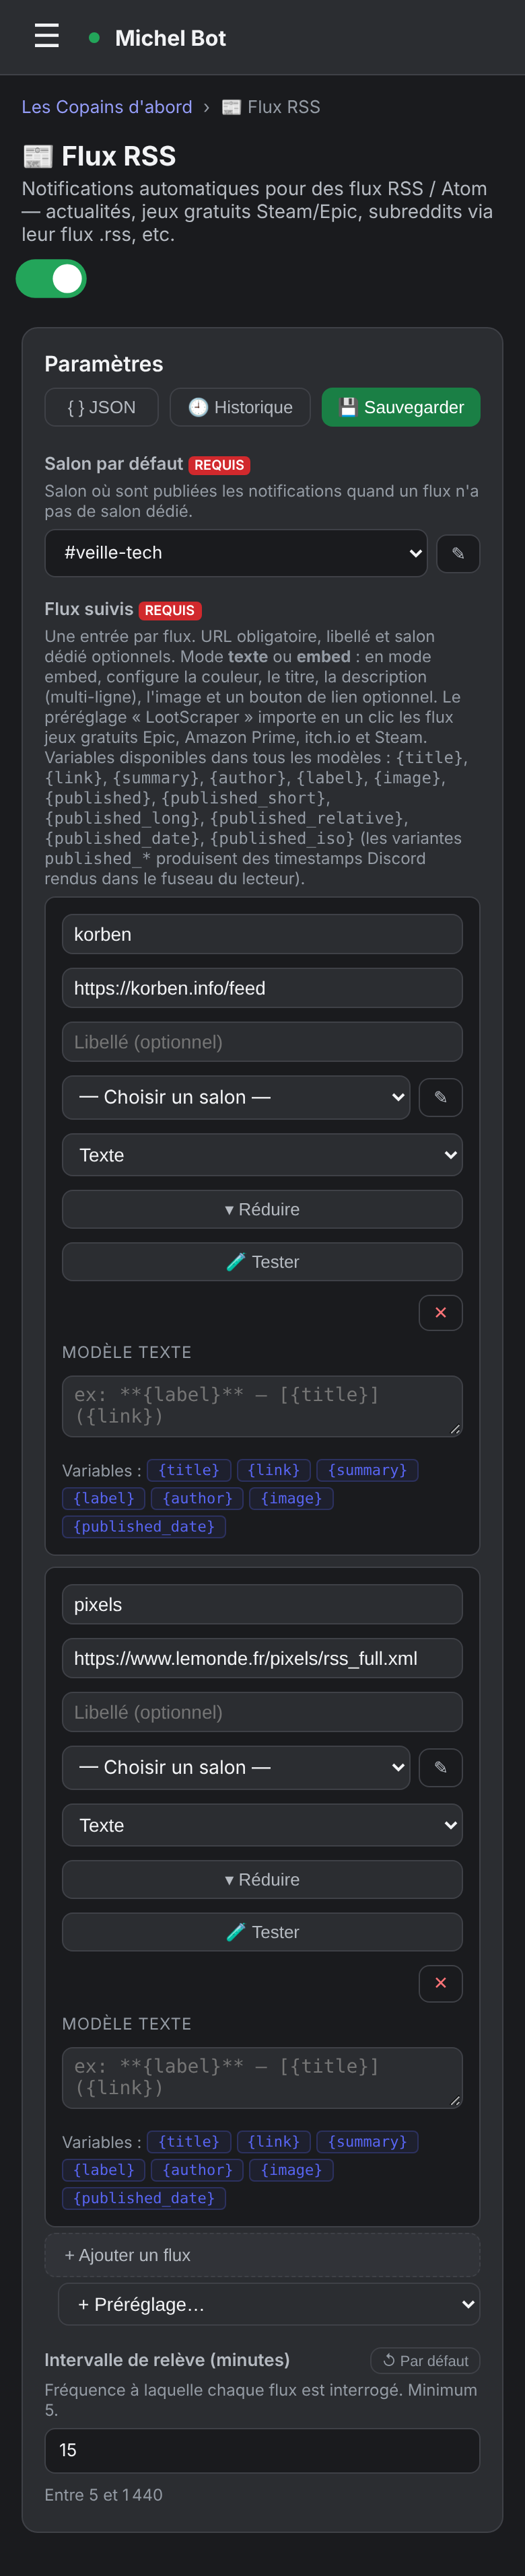 ☰ Michel Bot
Les Copains d'abord › 📰 Flux RSS
📰 Flux RSS
Notifications automatiques pour des flux RSS / Atom
— actualités, jeux gratuits Steam/Epic, subreddits via
leur flux .rss, etc.
Paramètres
{ } JSON 🕘 Historique 💾 Sauvegarder
Salon par défaut REQUIS
Salon où sont publiées les notifications quand un flux n'a
pas de salon dédié.
#veille-tech ✎
Flux suivis REQUIS
Une entrée par flux. URL obligatoire, libellé et salon
dédié optionnels. Mode texte ou embed : en mode
embed, configure la couleur, le titre, la description
(multi-ligne), l'image et un bouton de lien optionnel. Le
préréglage « LootScraper » importe en un clic les flux
jeux gratuits Epic, Amazon Prime, itch.io et Steam.
Variables disponibles dans tous les modèles : {title},
{link}, {summary}, {author}, {label}, {image},
{published}, {published_short},
{published_long}, {published_relative},
{published_date}, {published_iso} (les variantes
published_* produisent des timestamps Discord
rendus dans le fuseau du lecteur).
korben
https://korben.info/feed
Libellé (optionnel)
— Choisir un salon — ✎
Texte
▾ Réduire
🧪 Tester
✕
MODÈLE TEXTE
ex: **{label}** — [{title}]
({link})
Variables : {title} {link} {summary}
{label} {author} {image}
{published_date}
pixels
https://www.lemonde.fr/pixels/rss_full.xml
Libellé (optionnel)
— Choisir un salon — ✎
Texte
▾ Réduire
🧪 Tester
✕
MODÈLE TEXTE
ex: **{label}** — [{title}]
({link})
Variables : {title} {link} {summary}
{label} {author} {image}
{published_date}
+ Ajouter un flux
+ Préréglage…
Intervalle de relève (minutes) ↺ Par défaut
Fréquence à laquelle chaque flux est interrogé. Minimum
5.
15
Entre 5 et 1 440